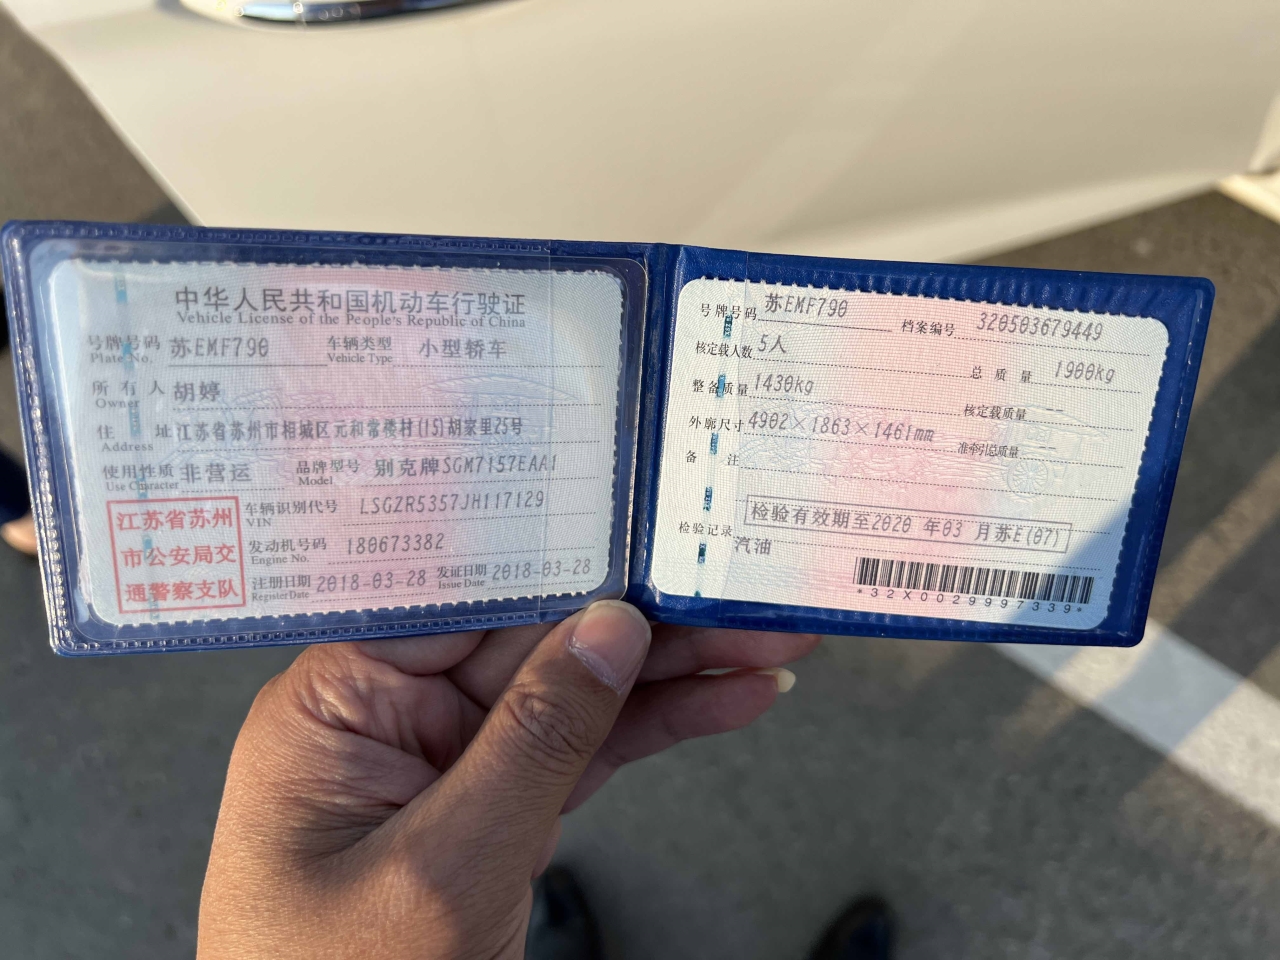 中华人民共和国机动车行驶证
Vehicle License of the People's Republic of China
号牌号码 苏EMF790 车辆类型 小型轿车
Plate No. Vehicle Type
所有人 胡婷
Owner
住址 江苏省苏州市相城区元和常楼村(15)胡家里25号
Address
使用性质 非营运 品牌型号 别克牌SGM7157EAA1
Use Character Model
江苏省苏州
市公安局交
通警察支队
车辆识别代号 LSGZR5357JH117129
VIN
发动机号码 180673382
Engine No.
注册日期 2018-03-28 发证日期 2018-03-28
Register Date Issue Date
号牌号码 苏EMF790 档案编号 320503679449
核定载人数 5人 总质量 1900kg
整备质量 1430kg 核定载质量 --
外廓尺寸 4902×1863×1461mm 准牵引总质量 --
备注
检验有效期至2020 年03 月苏E(07)
检验记录
汽油
*32X0029997339*